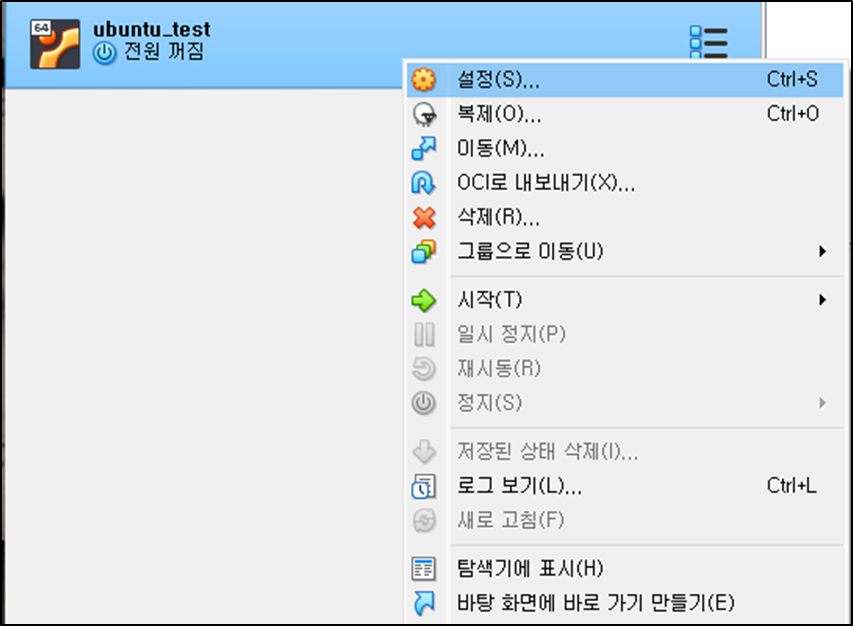 64
ubuntu_test
전원 꺼짐
설정(S)... Ctrl+S
복제(O)... Ctrl+O
이동(M)...
OCI로 내보내기(X)...
삭제(R)...
그룹으로 이동(U)
시작(T)
일시 정지(P)
재시동(R)
정지(S)
저장된 상태 삭제(I)...
로그 보기(L)... Ctrl+L
새로 고침(F)
탐색기에 표시(H)
바탕 화면에 바로 가기 만들기(E)